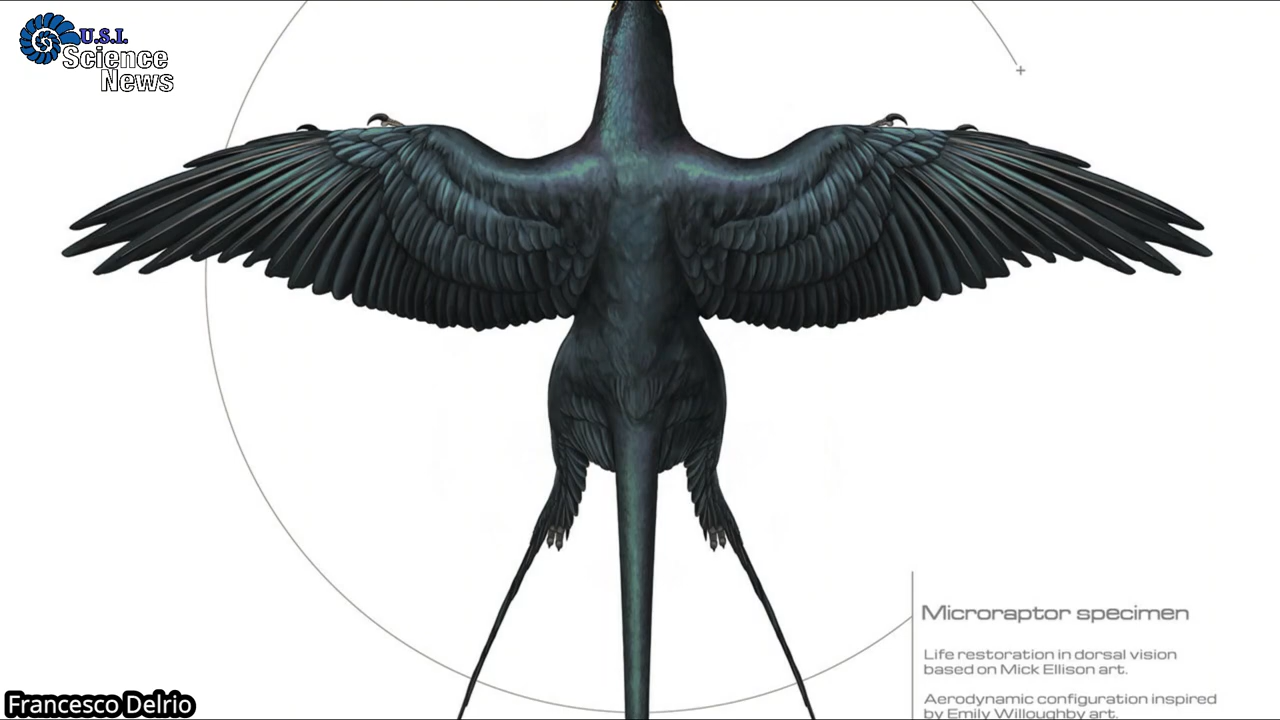 U.S.I.
Science
News
Microraptor specimen
Life restoration in dorsal vision
based on Mick Ellison art.
Aerodynamic configuration inspired
by Emily Willoughby art.
Francesco Delrio